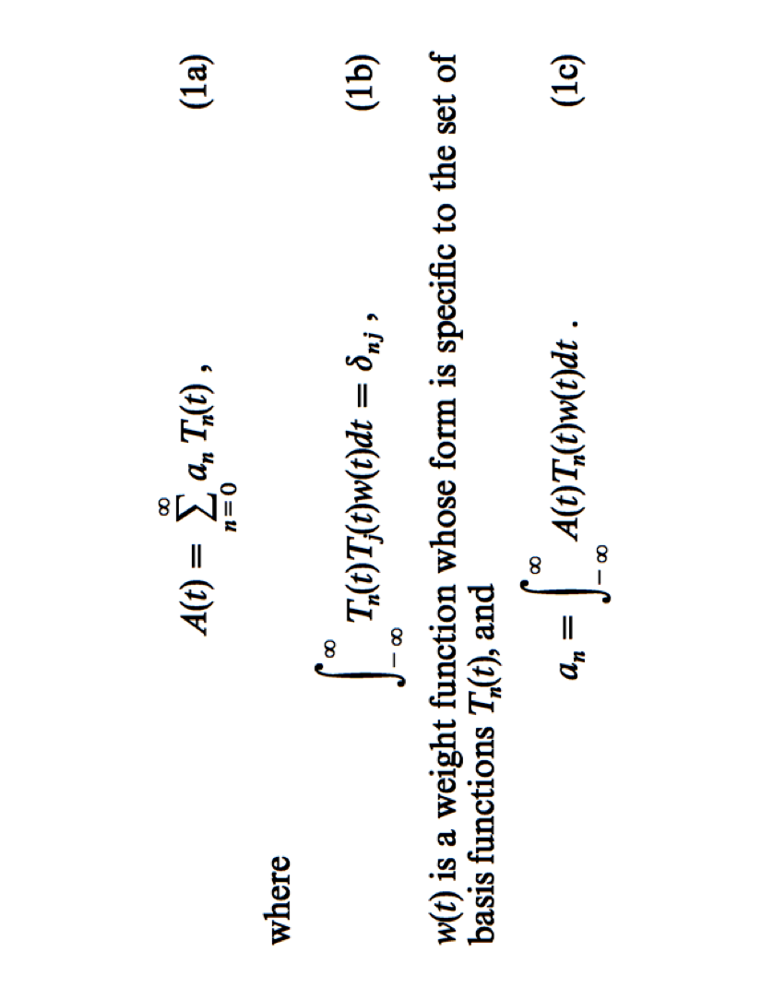 A(t) = ∑_{n=0}^{∞} a_n T_n(t) , (1a)
where
∫_{-∞}^{∞} T_n(t)T_j(t)w(t)dt = δ_{nj} , (1b)
w(t) is a weight function whose form is specific to the set of
basis functions T_n(t), and
a_n = ∫_{-∞}^{∞} A(t)T_n(t)w(t)dt . (1c)